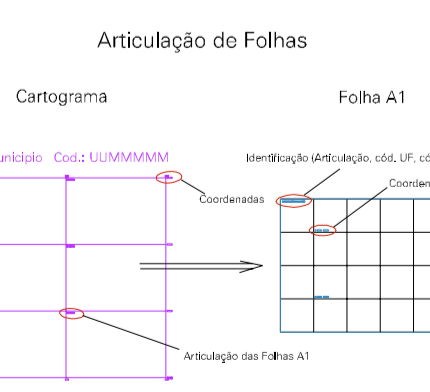 Articulação de Folhas
Cartograma
Folha A1
unicipio Cod.: UUMMMMM
Identificação (Articulação, cód. UF, có
Coordenadas
Coorden
Articulação das Folhas A1